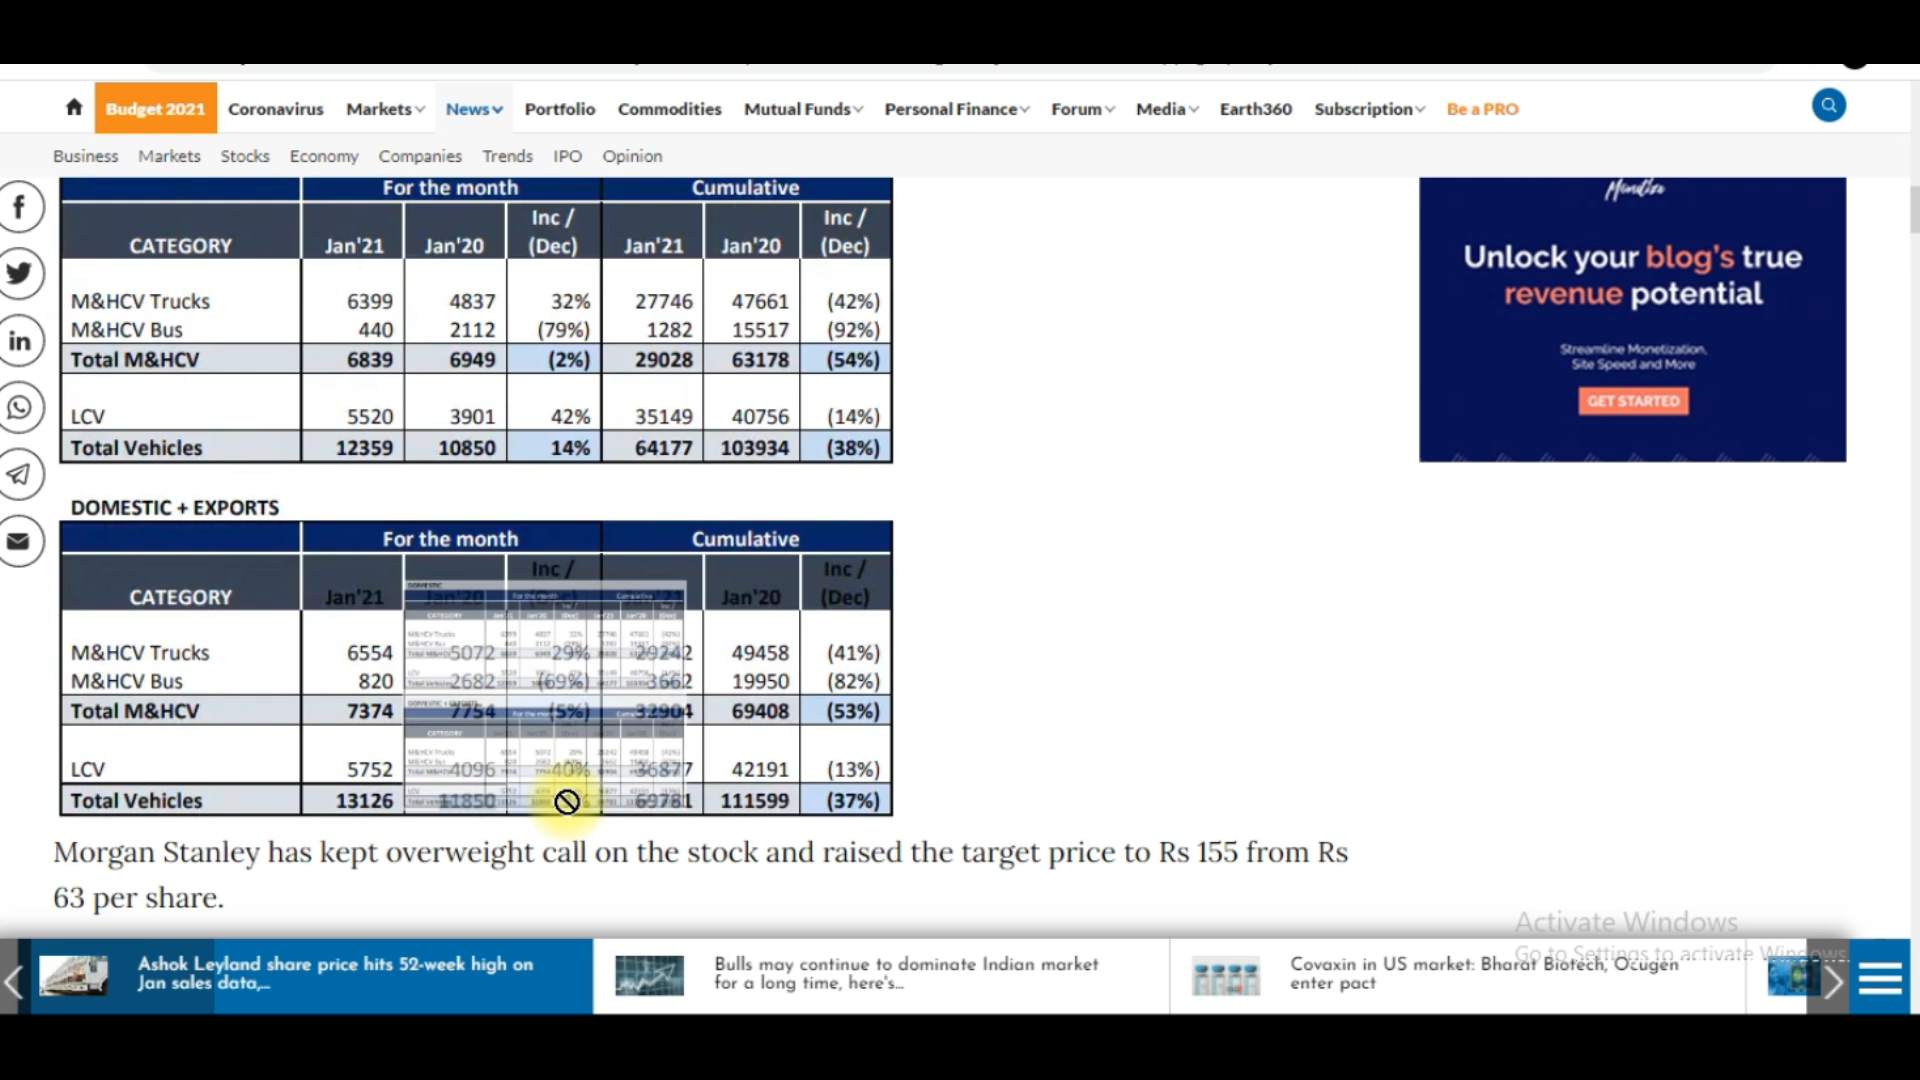 Budget 2021 Coronavirus Markets News Portfolio Commodities Mutual Funds Personal Finance Forum Media Earth360 Subscription Be a PRO
Business Markets Stocks Economy Companies Trends IPO Opinion
For the month Cumulative
CATEGORY Jan'21 Jan'20 Inc / (Dec) Jan'21 Jan'20 Inc / (Dec)
M&HCV Trucks 6399 4837 32% 27746 47661 (42%)
M&HCV Bus 440 2112 (79%) 1282 15517 (92%)
Total M&HCV 6839 6949 (2%) 29028 63178 (54%)
LCV 5520 3901 42% 35149 40756 (14%)
Total Vehicles 12359 10850 14% 64177 103934 (38%)
DOMESTIC + EXPORTS
For the month Cumulative
CATEGORY Jan'21 Jan'20 Inc / Jan'20 Inc / (Dec)
M&HCV Trucks 6554 5072 29% 29242 49458 (41%)
M&HCV Bus 820 2682 (69%) 3662 19950 (82%)
Total M&HCV 7374 7754 (5%) 32904 69408 (53%)
LCV 5752 4096 40% 36877 42191 (13%)
Total Vehicles 13126 11850 69781 111599 (37%)
Morgan Stanley has kept overweight call on the stock and raised the target price to Rs 155 from Rs
63 per share.
Unlock your blog's true
revenue potential
Streamline Monetization,
Site Speed and More
GET STARTED
Activate Windows
Go to Settings to activate Windows.
Ashok Leyland share price hits 52-week high on
Jan sales data,...
Bulls may continue to dominate Indian market
for a long time, here's...
Covaxin in US market: Bharat Biotech, Ocugen
enter pact